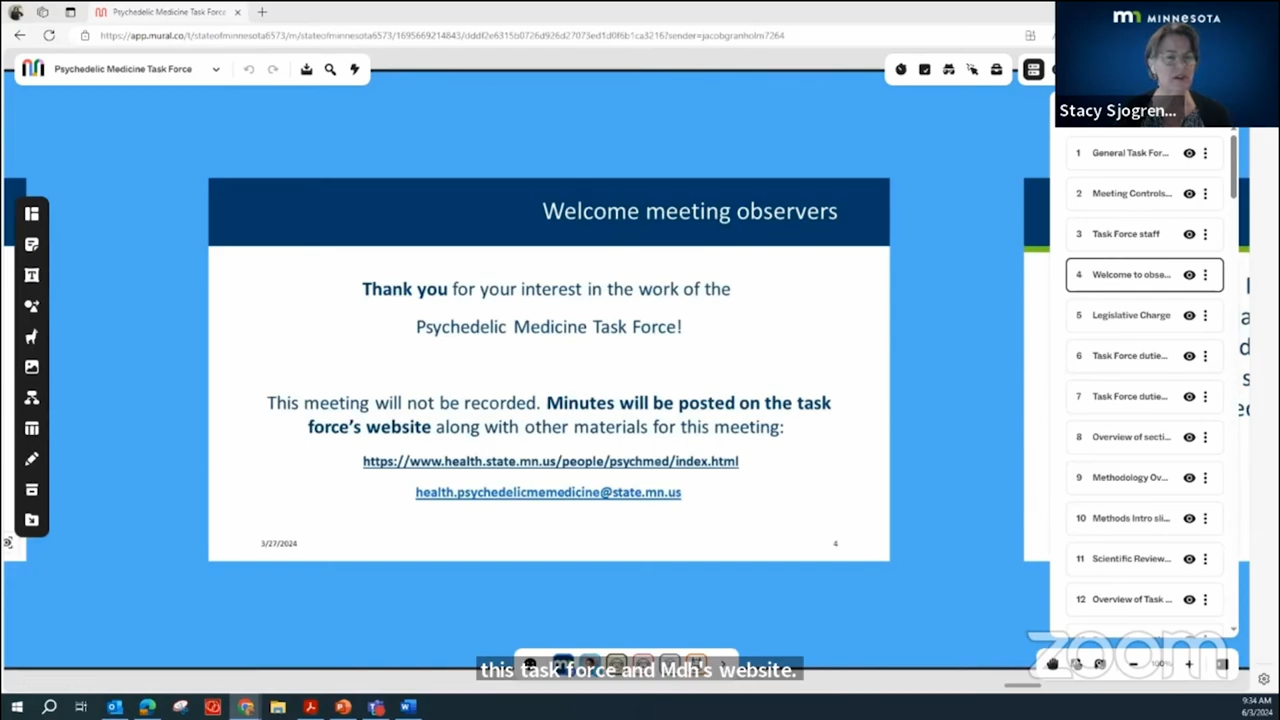 Psychedelic Medicine Task Force
https://app.mural.co/t/stateofminnesota6573/m/stateofminnesota6573/1695669214843/dddf2e6315b0726d926d27073ed1d0f6b1ca3216?sender=jacobgranholm7264
MINNESOTA
Stacy Sjogren...
Psychedelic Medicine Task Force
1 General Task For...
2 Meeting Controls...
3 Task Force staff
4 Welcome to obse...
5 Legislative Charge
6 Task Force dutie...
7 Task Force dutie...
8 Overview of secti...
9 Methodology Ov...
10 Methods Intro sli...
11 Scientific Review...
12 Overview of Task ...
Welcome meeting observers
Thank you for your interest in the work of the
Psychedelic Medicine Task Force!
This meeting will not be recorded. Minutes will be posted on the task
force's website along with other materials for this meeting:
https://www.health.state.mn.us/people/psychmed/index.html
health.psychedelicmemedicine@state.mn.us
3/27/2024
4
zoom
100%
this task force and Mdh's website.
9:34 AM
6/3/2024